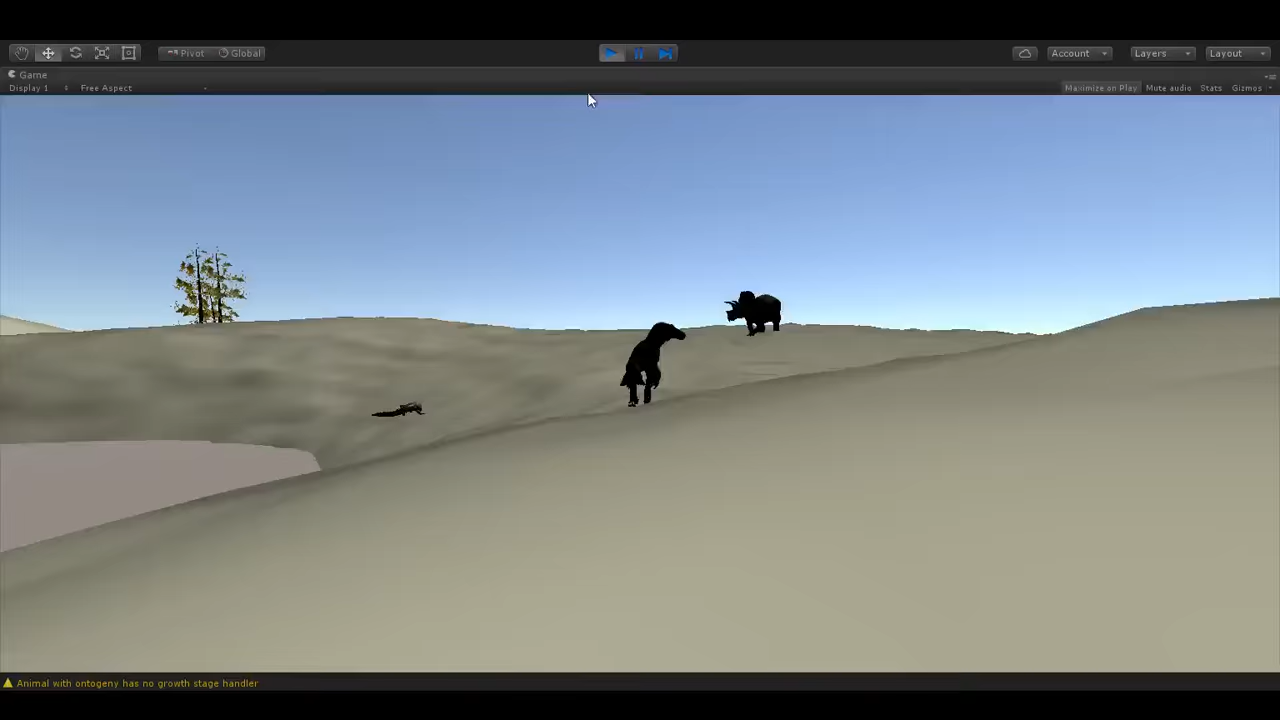 Pivot Global Account Layers Layout
Game
Display 1 Free Aspect Maximize on Play Mute audio Stats Gizmos
Animal with ontogeny has no growth stage handler